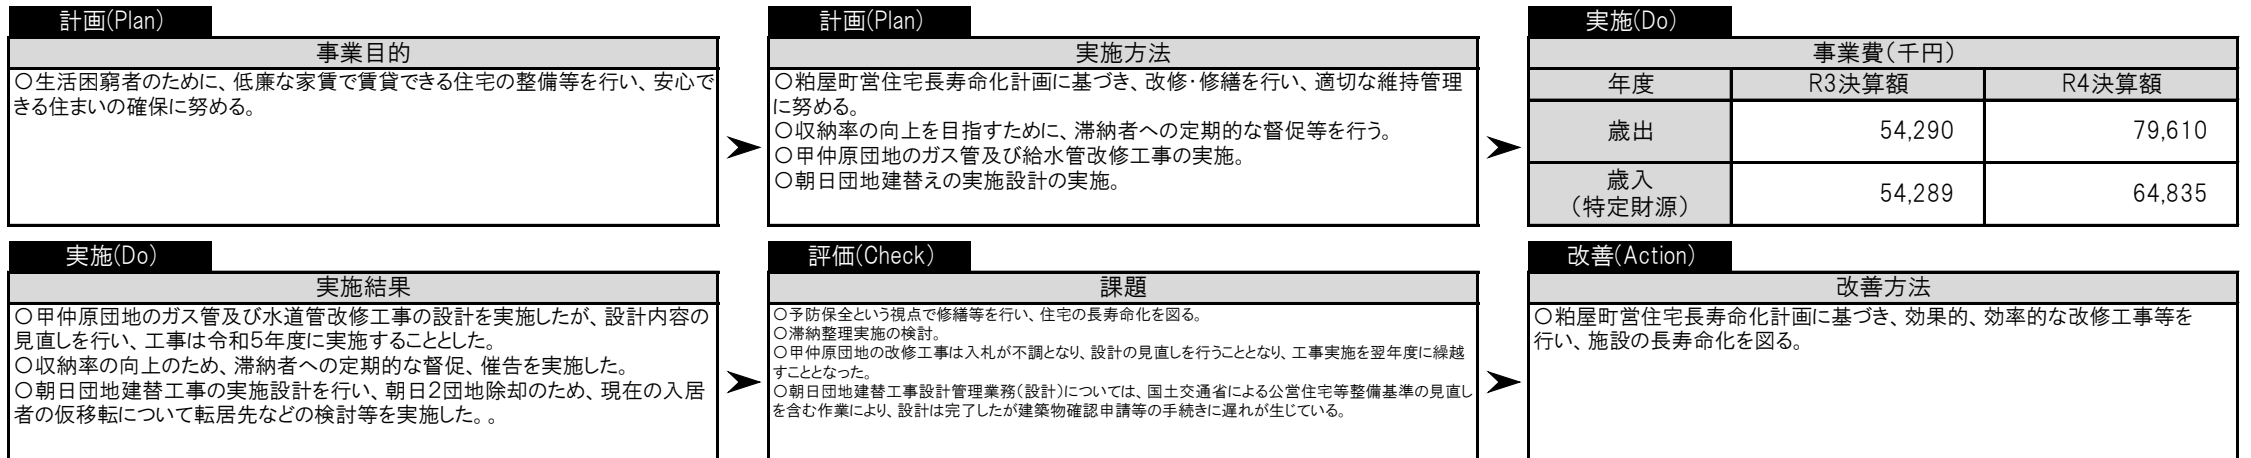 計画(Plan)
事業目的
〇生活困窮者のために、低廉な家賃で賃貸できる住宅の整備等を行い、安心で
きる住まいの確保に努める。
計画(Plan)
実施方法
〇粕屋町営住宅長寿命化計画に基づき、改修・修繕を行い、適切な維持管理
に努める。
〇収納率の向上を目指すために、滞納者への定期的な督促等を行う。
〇甲仲原団地のガス管及び給水管改修工事の実施。
〇朝日団地建替えの実施設計の実施。
実施(Do)
事業費(千円)
年度 R3決算額 R4決算額
歳出 54,290 79,610
歳入
(特定財源) 54,289 64,835
実施(Do)
実施結果
〇甲仲原団地のガス管及び水道管改修工事の設計を実施したが、設計内容の
見直しを行い、工事は令和5年度に実施することとした。
〇収納率の向上のため、滞納者への定期的な督促、催告を実施した。
〇朝日団地建替工事の実施設計を行い、朝日2団地除却のため、現在の入居
者の仮移転について転居先などの検討等を実施した。。
評価(Check)
課題
〇予防保全という視点で修繕等を行い、住宅の長寿命化を図る。
〇滞納整理実施の検討。
〇甲仲原団地の改修工事は入札が不調となり、設計の見直しを行うこととなり、工事実施を翌年度に繰越
すこととなった。
〇朝日団地建替工事設計管理業務(設計)については、国土交通省による公営住宅等整備基準の見直し
を含む作業により、設計は完了したが建築物確認申請等の手続きに遅れが生じている。
改善(Action)
改善方法
〇粕屋町営住宅長寿命化計画に基づき、効果的、効率的な改修工事等を
行い、施設の長寿命化を図る。